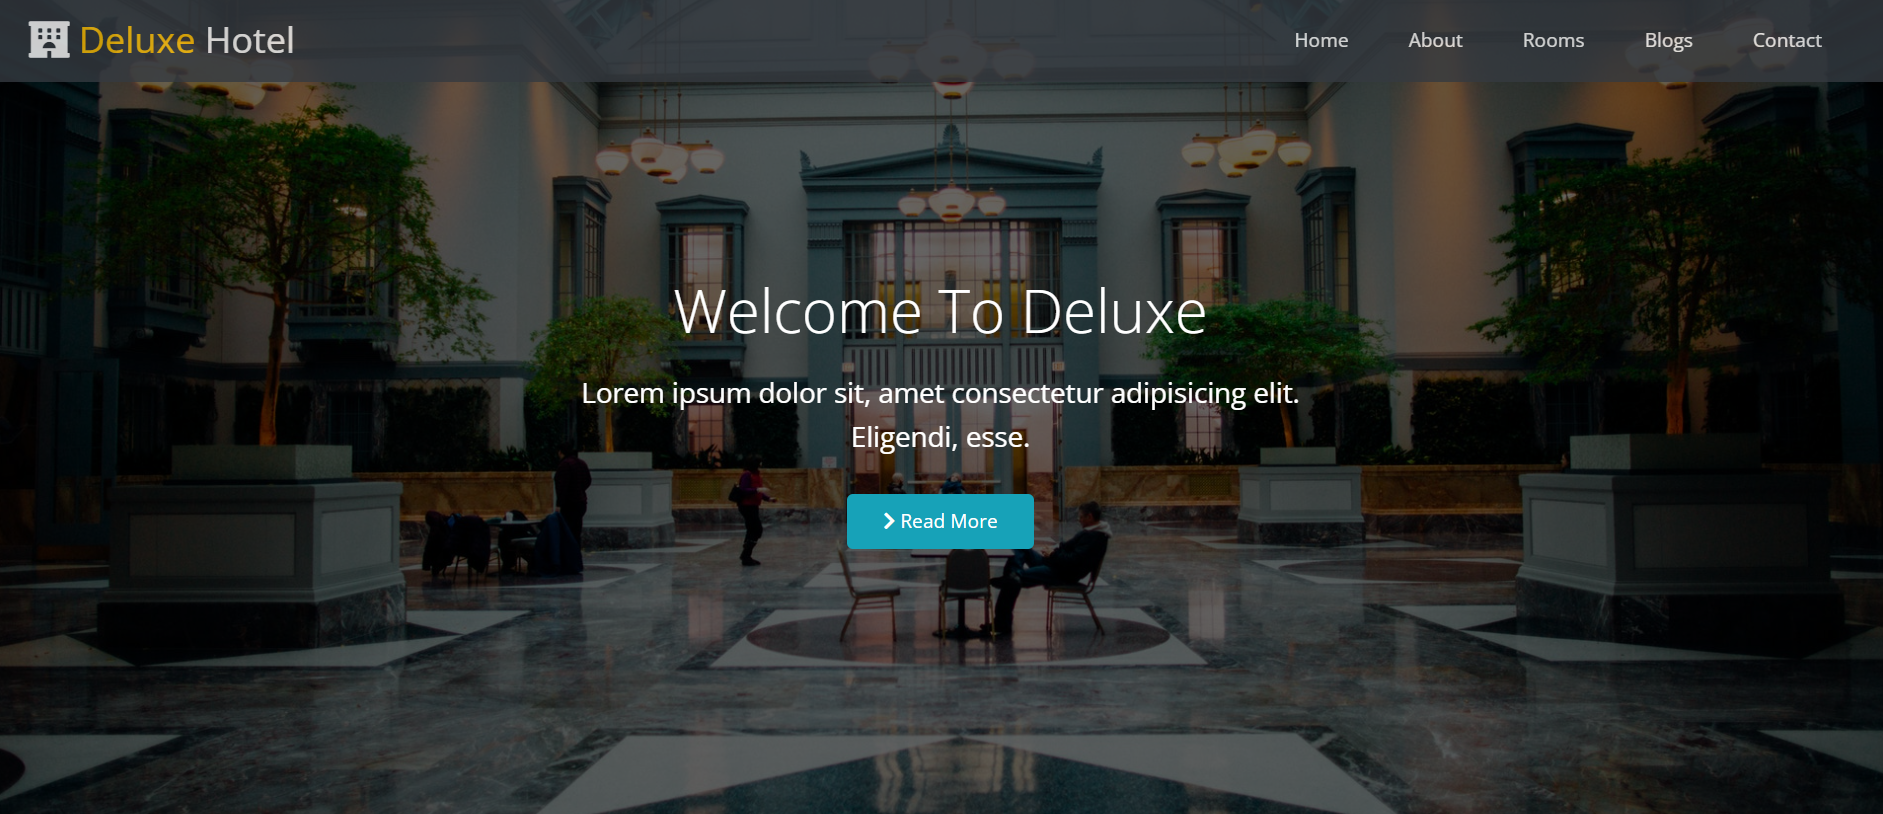 Deluxe Hotel
Home About Rooms Blogs Contact
Welcome To Deluxe
Lorem ipsum dolor sit, amet consectetur adipisicing elit.
Eligendi, esse.
Read More